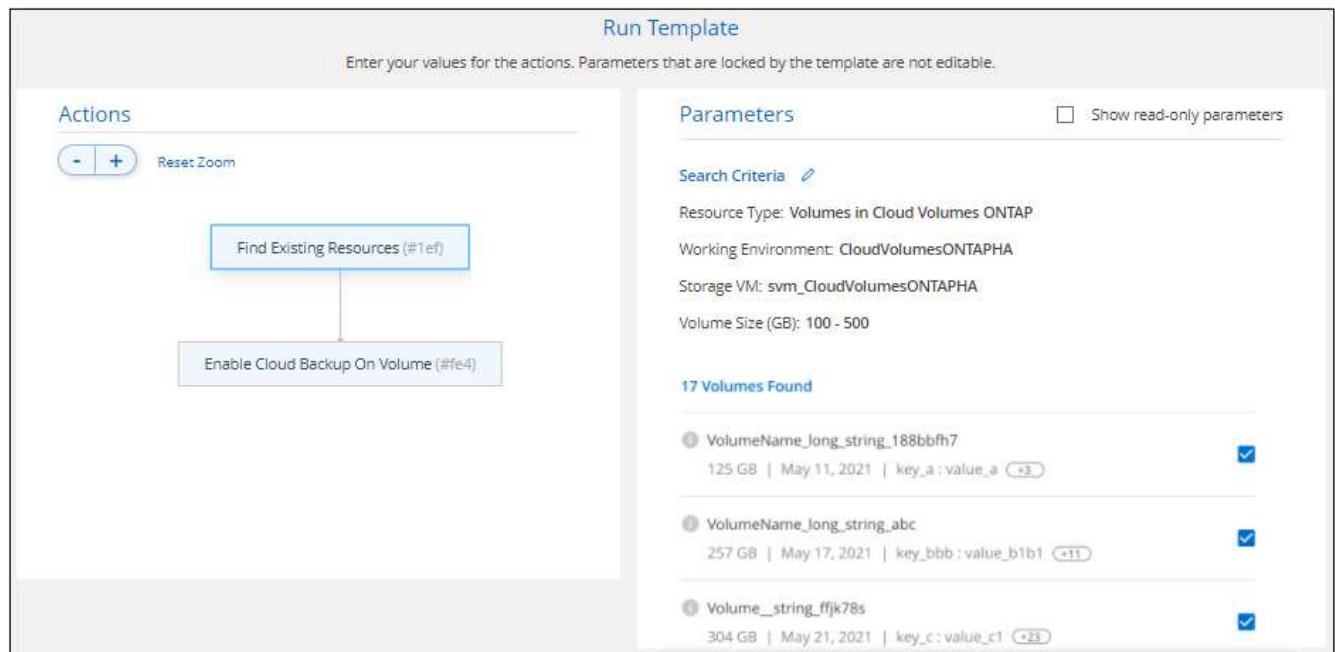 Run Template
Enter your values for the actions. Parameters that are locked by the template are not editable.
Actions
- +
Reset Zoom
Find Existing Resources (#1ef)
Enable Cloud Backup On Volume (#fe4)
Parameters
Show read-only parameters
Search Criteria
Resource Type: Volumes in Cloud Volumes ONTAP
Working Environment: CloudVolumesONTAPHA
Storage VM: svm_CloudVolumesONTAPHA
Volume Size (GB): 100 - 500
17 Volumes Found
VolumeName_long_string_188bbfh7
125 GB | May 11, 2021 | key_a : value_a +3
VolumeName_long_string_abc
257 GB | May 17, 2021 | key_bbb : value_b1b1 +11
Volume__string_ffjk78s
304 GB | May 21, 2021 | key_c : value_c1 +23